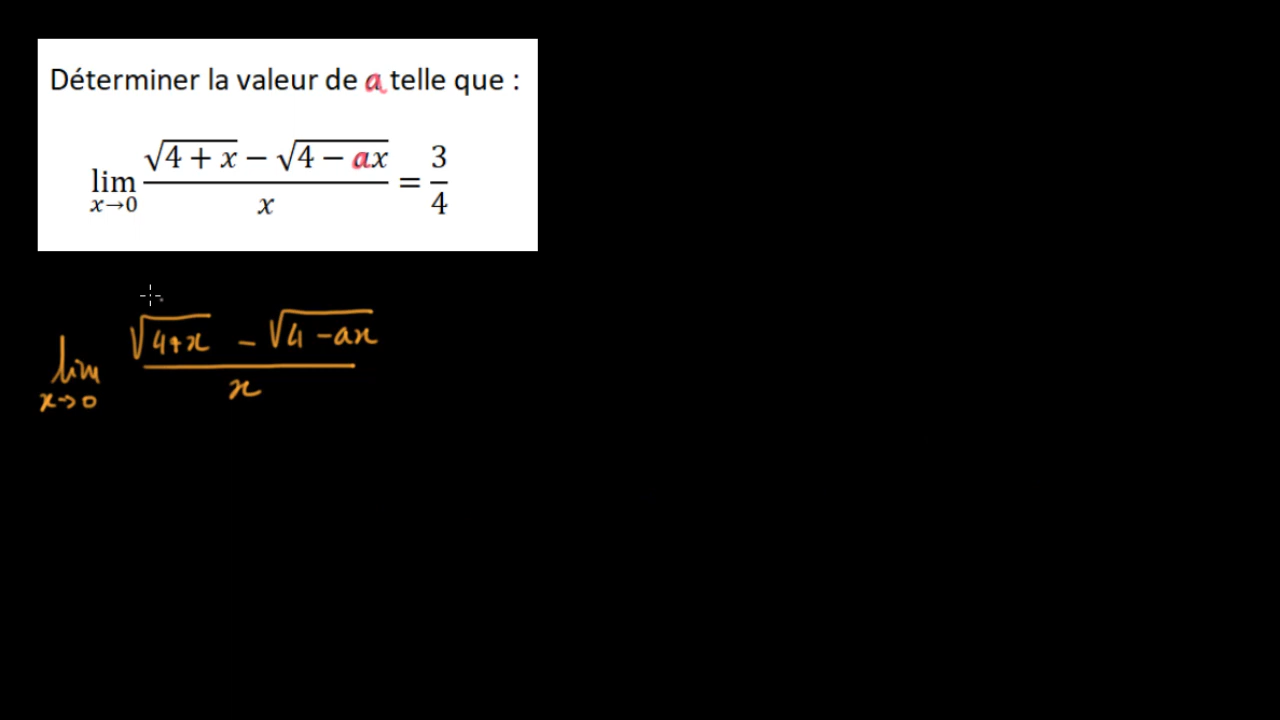 Déterminer la valeur de a telle que :
lim x→0 (√(4 + x) − √(4 − ax)) / x = 3/4
lim x→0 (√(4+x) − √(4−ax)) / x